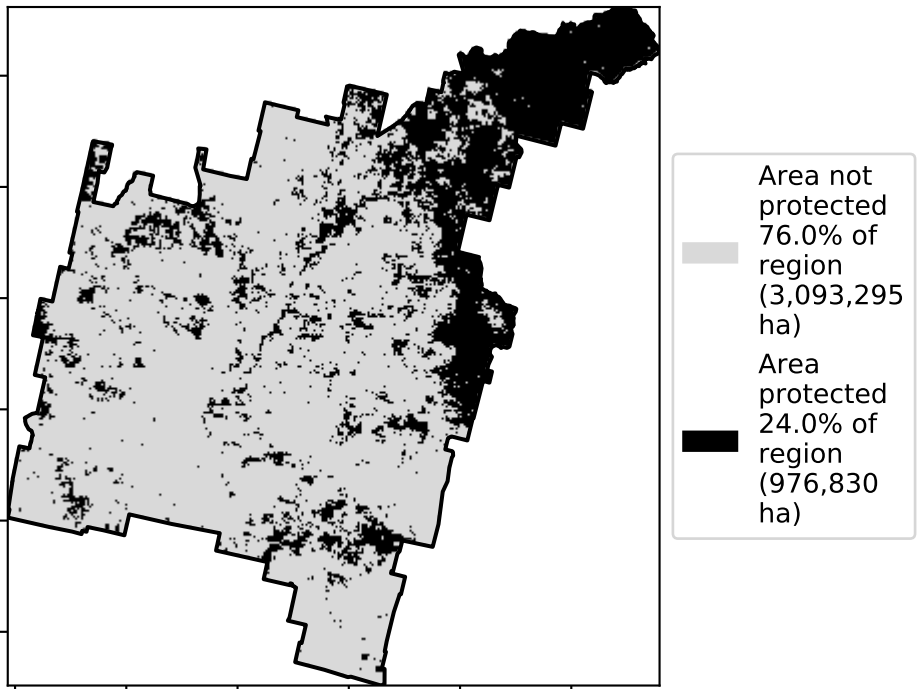 Area not
protected
76.0% of
region
(3,093,295
ha)
Area
protected
24.0% of
region
(976,830
ha)